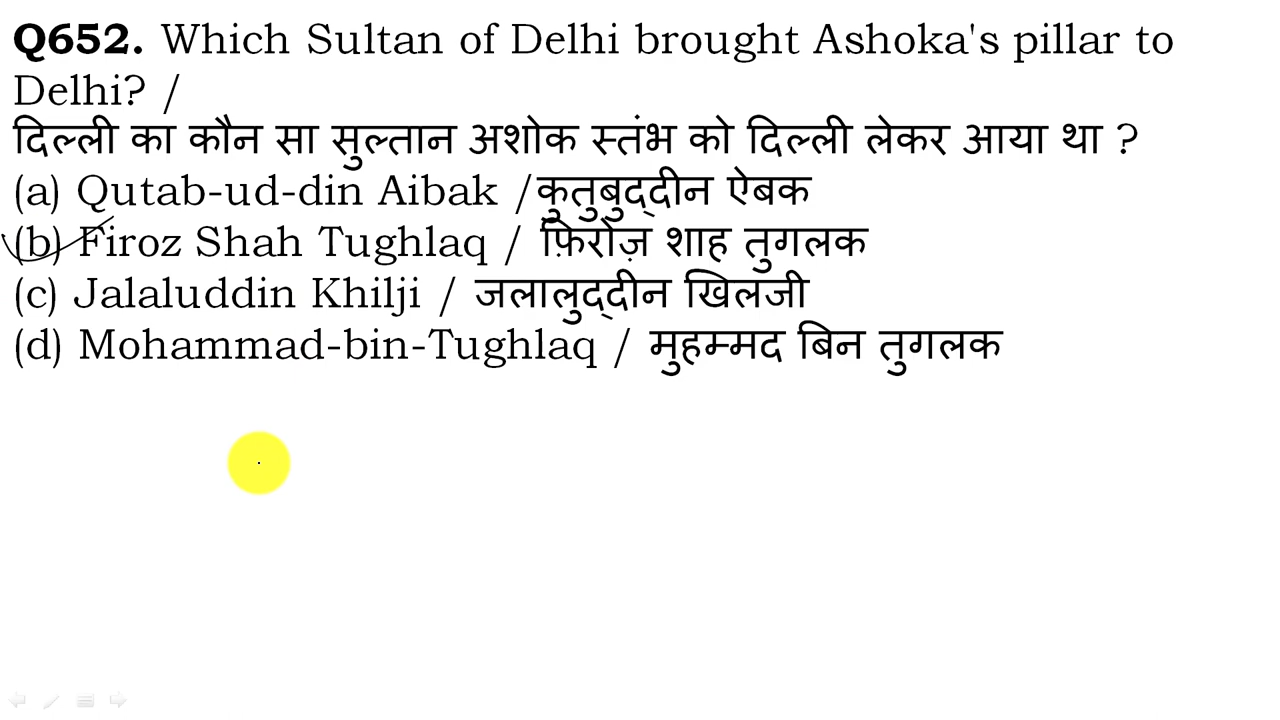 Q652. Which Sultan of Delhi brought Ashoka's pillar to
Delhi? /
दिल्ली का कौन सा सुल्तान अशोक स्तंभ को दिल्ली लेकर आया था ?
(a) Qutab-ud-din Aibak /कुतुबुद्दीन ऐबक
(b) Firoz Shah Tughlaq / फ़िरोज़ शाह तुगलक
(c) Jalaluddin Khilji / जलालुद्दीन खिलजी
(d) Mohammad-bin-Tughlaq / मुहम्मद बिन तुगलक